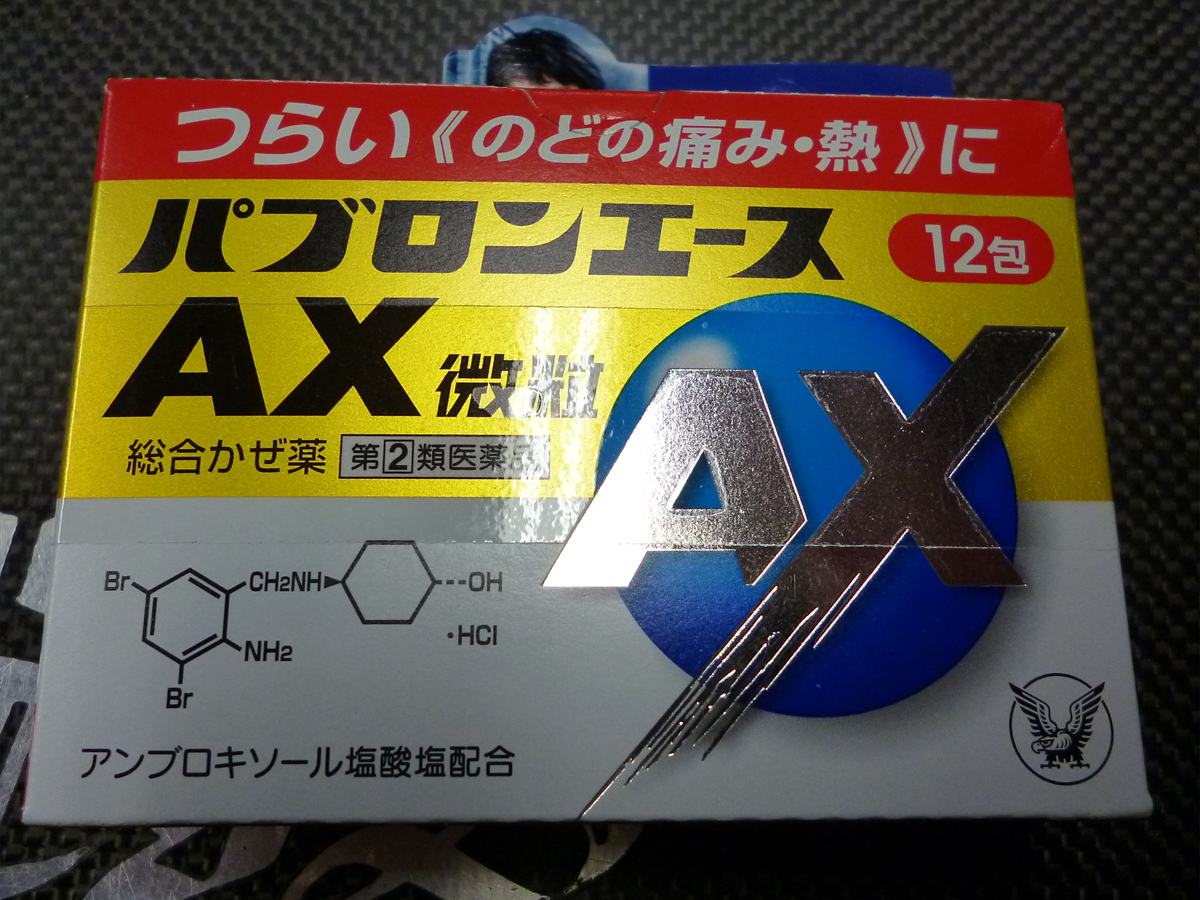 つらい《のどの痛み・熱》に
パブロンエース
12包
AX微粒
総合かぜ薬 第2類医薬品
AX
Br CH2NH OH
・HCl
NH2
Br
アンブロキソール塩酸塩配合